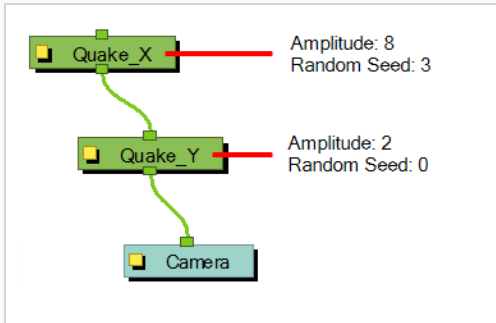 Quake_X
Amplitude: 8
Random Seed: 3
Quake_Y
Amplitude: 2
Random Seed: 0
Camera